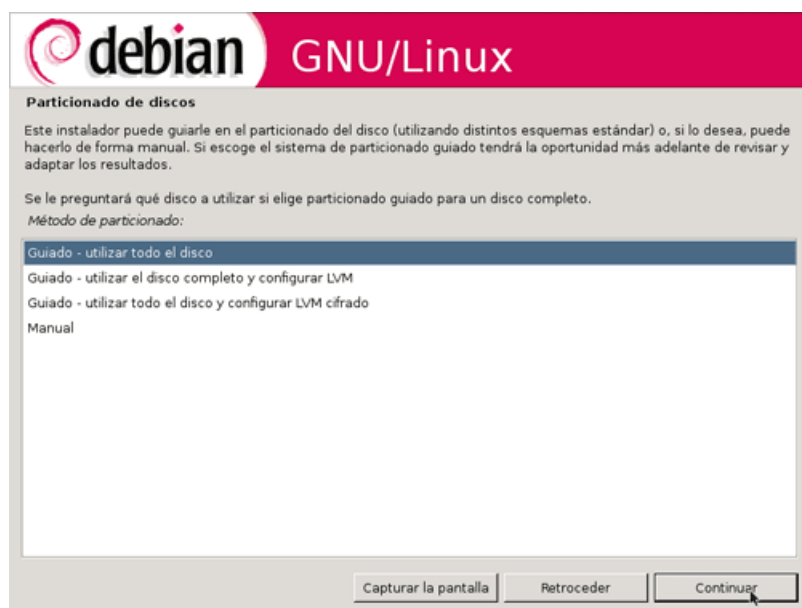 debian GNU/Linux
Particionado de discos
Este instalador puede guiarle en el particionado del disco (utilizando distintos esquemas estándar) o, si lo desea, puede
hacerlo de forma manual. Si escoge el sistema de particionado guiado tendrá la oportunidad más adelante de revisar y
adaptar los resultados.
Se le preguntará qué disco a utilizar si elige particionado guiado para un disco completo.
Método de particionado:
Guiado - utilizar todo el disco
Guiado - utilizar el disco completo y configurar LVM
Guiado - utilizar todo el disco y configurar LVM cifrado
Manual
Capturar la pantalla Retroceder Continuar